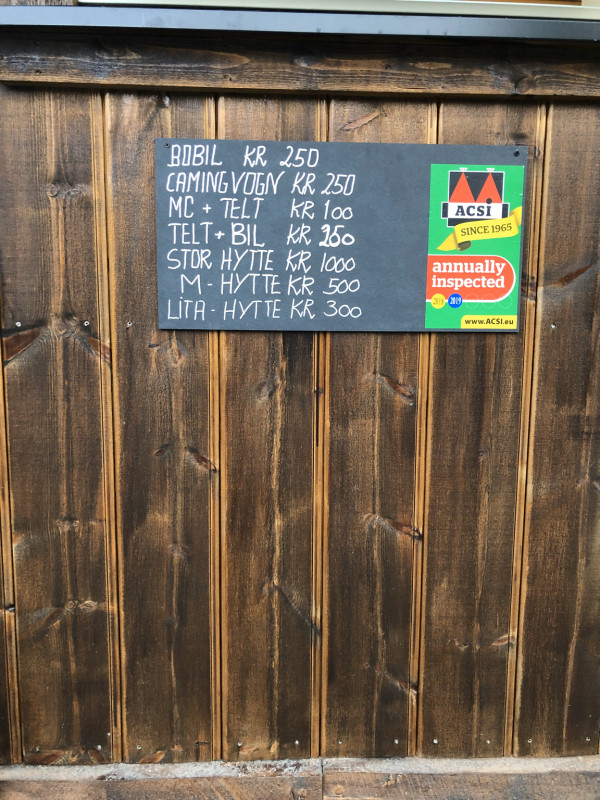 BOBIL KR 250
CAMINGVOGN KR 250
MC + TELT KR 100
TELT + BIL KR
STOR HYTTE KR 1000
M - HYTTE KR 500
LITA - HYTTE KR 300
ACSI
SINCE 1965
annually
inspected
2018 2019
www.ACSI.eu